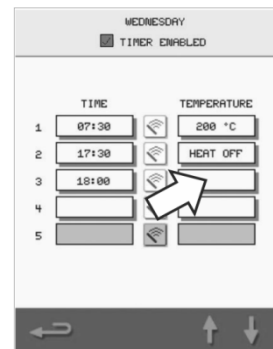 WEDNESDAY
TIMER ENABLED
TIME TEMPERATURE
1 07:30 200 °C
2 17:30 HEAT OFF
3 18:00
4
5